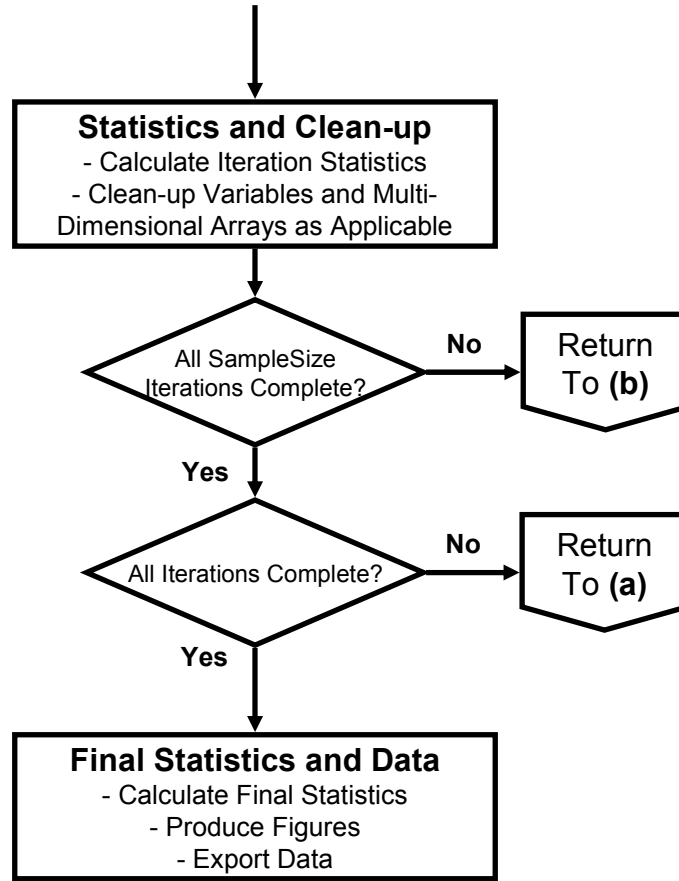 Statistics and Clean-up
- Calculate Iteration Statistics
- Clean-up Variables and Multi-
Dimensional Arrays as Applicable
All SampleSize
Iterations Complete?
No
Return
To (b)
Yes
All Iterations Complete?
No
Return
To (a)
Yes
Final Statistics and Data
- Calculate Final Statistics
- Produce Figures
- Export Data